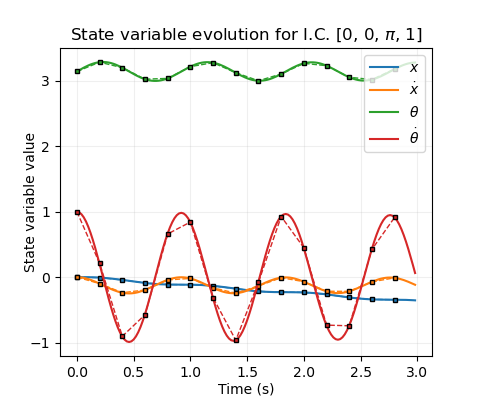 State variable evolution for I.C. [0, 0, π, 1]
State variable value
3
2
1
0
−1
0.0 0.5 1.0 1.5 2.0 2.5 3.0
Time (s)
x
ẋ
θ
θ̇